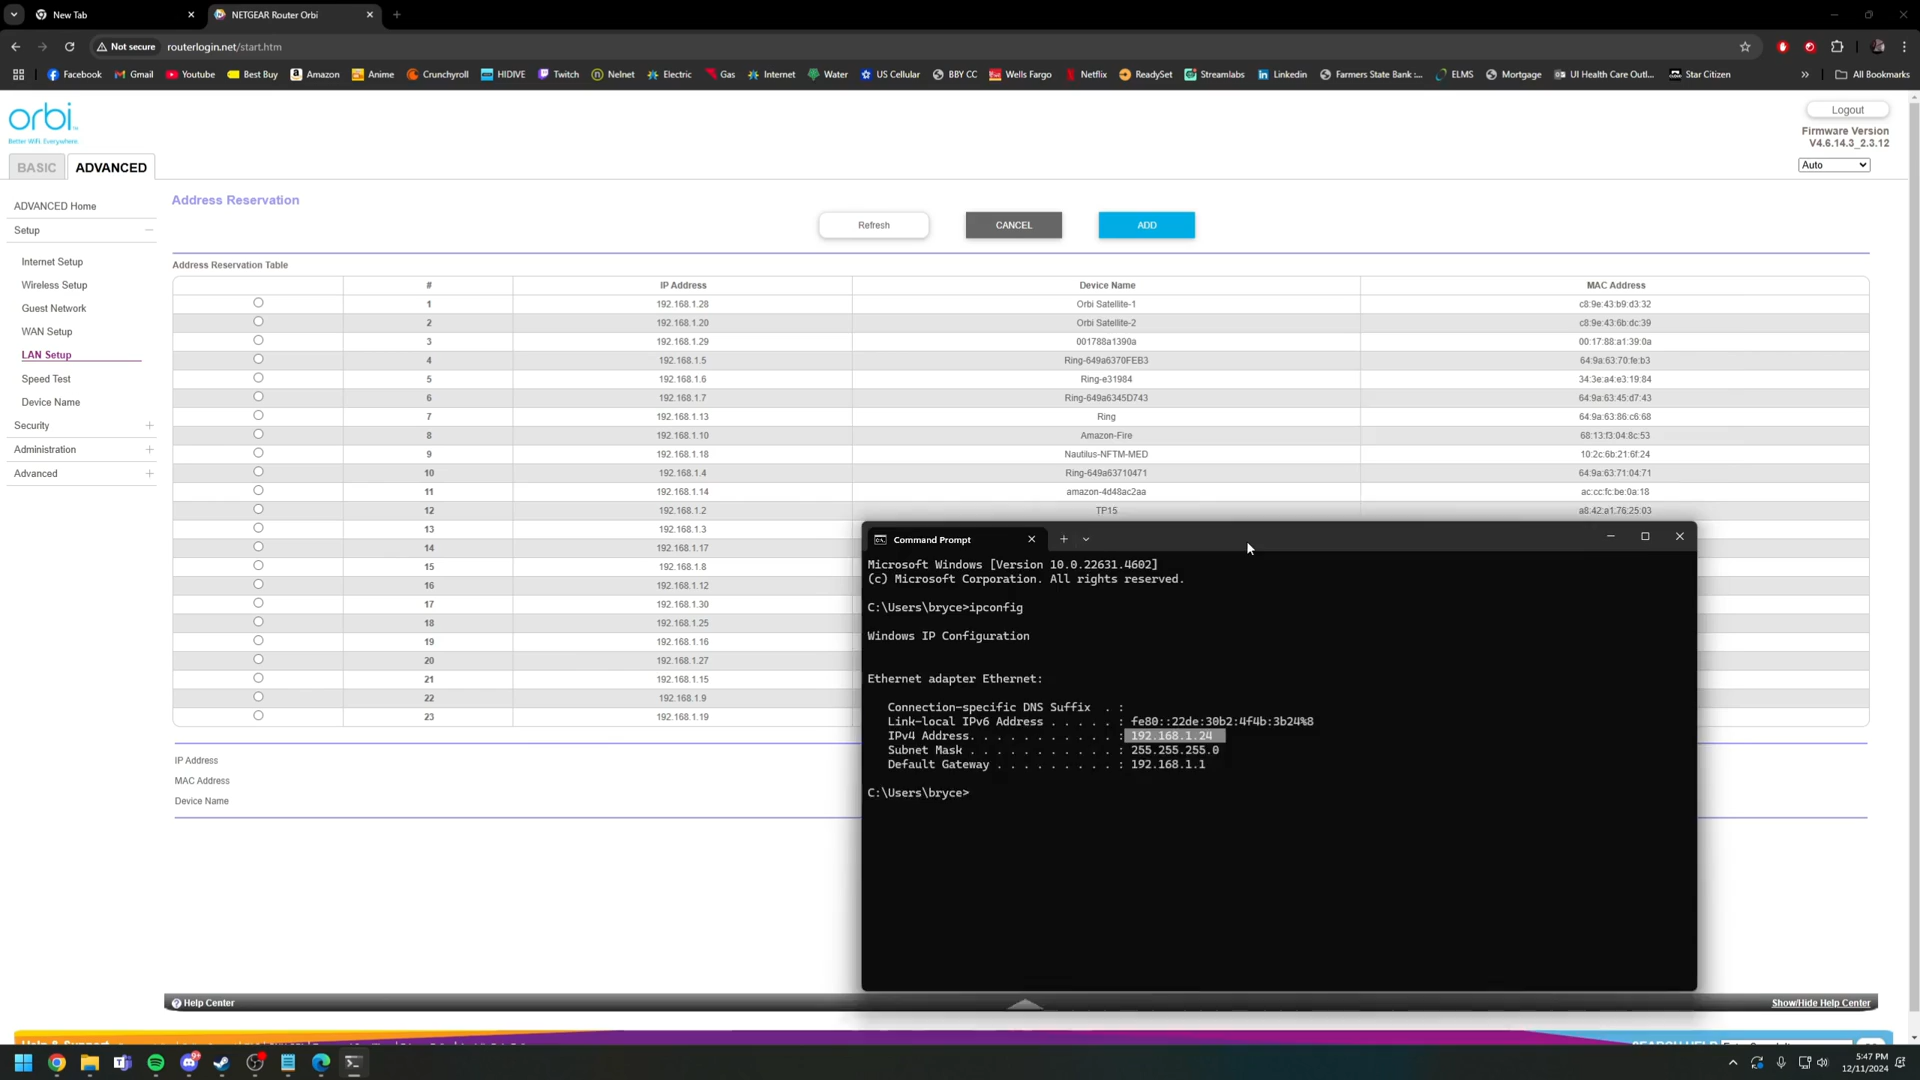 New Tab
NETGEAR Router Orbi
Not secure
routerlogin.net/start.htm
Facebook
Gmail
Youtube
Best Buy
Amazon
Anime
Crunchyroll
HIDIVE
Twitch
Nelnet
Electric
Gas
Internet
Water
US Cellular
BBY CC
Wells Fargo
Netflix
ReadySet
Streamlabs
Linkedin
Farmers State Bank :...
ELMS
Mortgage
UI Health Care Outl...
Star Citizen
»
All Bookmarks
orbi
Better WiFi. Everywhere.
Logout
Firmware Version
V4.6.14.3_2.3.12
Auto
BASIC
ADVANCED
ADVANCED Home
Setup
Internet Setup
Wireless Setup
Guest Network
WAN Setup
LAN Setup
Speed Test
Device Name
Security
Administration
Advanced
Address Reservation
Refresh
CANCEL
ADD
Address Reservation Table
# IP Address Device Name MAC Address
1 192.168.1.28 Orbi Satellite-1 c8:9e:43:b9:d3:32
2 192.168.1.20 Orbi Satellite-2 c8:9e:43:6b:dc:39
3 192.168.1.29 001788a1390a 00:17:88:a1:39:0a
4 192.168.1.5 Ring-649a6370FEB3 64:9a:63:70:fe:b3
5 192.168.1.6 Ring-e31984 34:3e:a4:e3:19:84
6 192.168.1.7 Ring-649a6345D743 64:9a:63:45:d7:43
7 192.168.1.13 Ring 64:9a:63:86:c6:68
8 192.168.1.10 Amazon-Fire 68:13:f3:04:8c:53
9 192.168.1.18 Nautilus-NFTM-MED 10:2c:6b:21:6f:24
10 192.168.1.4 Ring-649a63710471 64:9a:63:71:04:71
11 192.168.1.14 amazon-4d48ac2aa ac:cc:fc:be:0a:18
12 192.168.1.2 TP15 a8:42:a1:76:25:03
13 192.168.1.3
14 192.168.1.17
15 192.168.1.8
16 192.168.1.12
17 192.168.1.30
18 192.168.1.25
19 192.168.1.16
20 192.168.1.27
21 192.168.1.15
22 192.168.1.9
23 192.168.1.19
IP Address
MAC Address
Device Name
Command Prompt
Microsoft Windows [Version 10.0.22631.4602]
(c) Microsoft Corporation. All rights reserved.
C:\Users\bryce>ipconfig
Windows IP Configuration
Ethernet adapter Ethernet:
Connection-specific DNS Suffix . :
Link-local IPv6 Address . . . . . : fe80::22de:30b2:4f4b:3b24%8
IPv4 Address. . . . . . . . . . . : 192.168.1.24
Subnet Mask . . . . . . . . . . . : 255.255.255.0
Default Gateway . . . . . . . . . : 192.168.1.1
C:\Users\bryce>
Help Center
Show/Hide Help Center
5:47 PM
12/11/2024